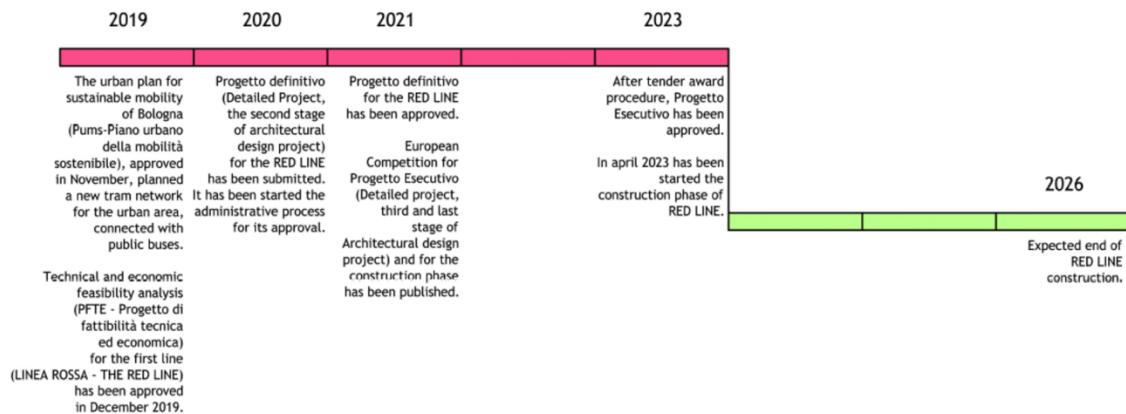 2019
2020
2021
2023
The urban plan for
sustainable mobility
of Bologna
(Pums-Piano urbano
della mobilità
sostenibile), approved
in November, planned
a new tram network
for the urban area,
connected with
public buses.
Technical and economic
feasibility analysis
(PFTE - Progetto di
fattibilità tecnica
ed economica)
for the first line
(LINEA ROSSA - THE RED LINE)
has been approved
in December 2019.
Progetto definitivo
(Detailed Project,
the second stage
of architectural
design project)
for the RED LINE
has been submitted.
It has been started the
administrative process
for its approval.
Progetto definitivo
for the RED LINE
has been approved.
European
Competition for
Progetto Esecutivo
(Detailed project,
third and last
stage of
Architectural design
project) and for the
construction phase
has been published.
After tender award
procedure, Progetto
Esecutivo has been
approved.
In april 2023 has been
started the
construction phase of
RED LINE.
2026
Expected end of
RED LINE
construction.